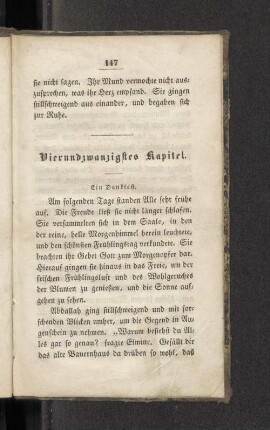 147
sie nicht sagen. Ihr Mund vermochte nicht aus-
zusprechen, was ihr Herz empfand. Sie gingen
stillschweigend aus einander, und begaben sich
zur Ruhe.
Vierundzwanzigstes Kapitel.
Ein Dankfest.
Am folgenden Tage standen Alle sehr frühe
auf. Die Freude ließ sie nicht länger schlafen.
Sie versammelten sich in dem Saale, in den
der reine, helle Morgenhimmel herein leuchtete,
und den schönsten Frühlingstag verkündete. Sie
brachten ihr Gebet Gott zum Morgenopfer dar.
Hierauf gingen sie hinaus in das Freie, um der
frischen Frühlingsluft und des Wohlgeruches
der Blumen zu genießen, und die Sonne auf-
gehen zu sehen.
Abdallah ging stillschweigend und mit for-
schenden Blicken umher, um die Gegend in Au-
genschein zu nehmen. „Warum besiehst du Al-
les gar so genau? fragte Elmine. Gefällt dir
das alte Bauernhaus da drüben so wohl, daß